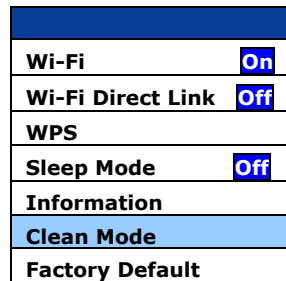 Wi-Fi On
Wi-Fi Direct Link Off
WPS
Sleep Mode Off
Information
Clean Mode
Factory Default